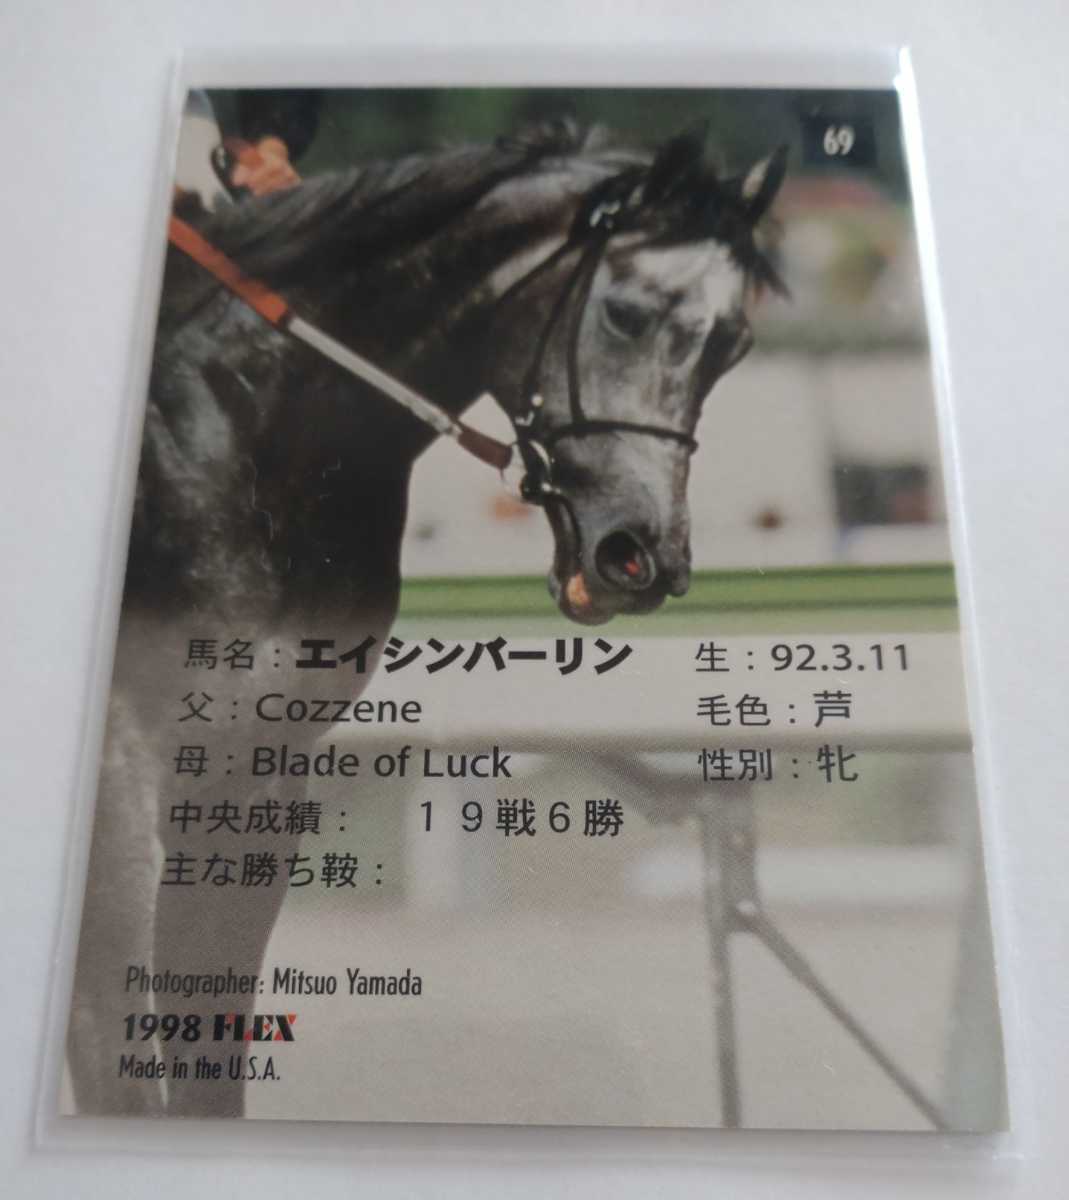 69
馬名：エイシンバーリン 生：92.3.11
父：Cozzene 毛色：芦
母：Blade of Luck 性別：牝
中央成績： １９戦６勝
主な勝ち鞍：
Photographer: Mitsuo Yamada
1998 FLEX
Made in the U.S.A.